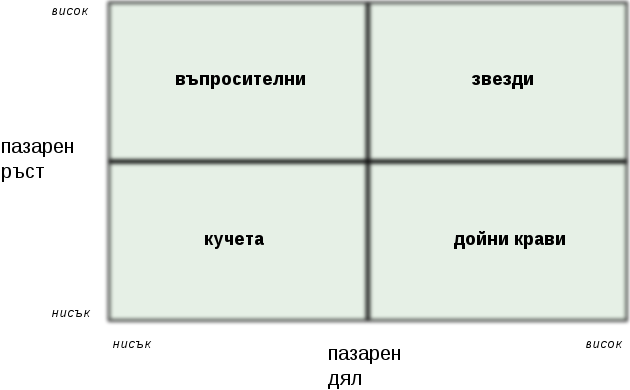 висок
въпросителни
звезди
пазарен
ръст
кучета
дойни крави
нисък
нисък
висок
пазарен
дял